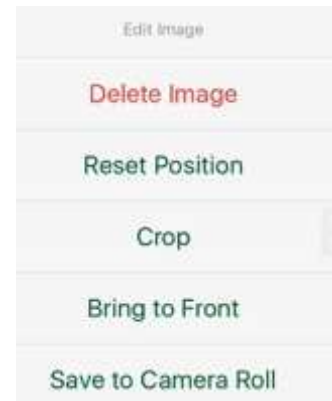 Edit Image
Delete Image
Reset Position
Crop
Bring to Front
Save to Camera Roll